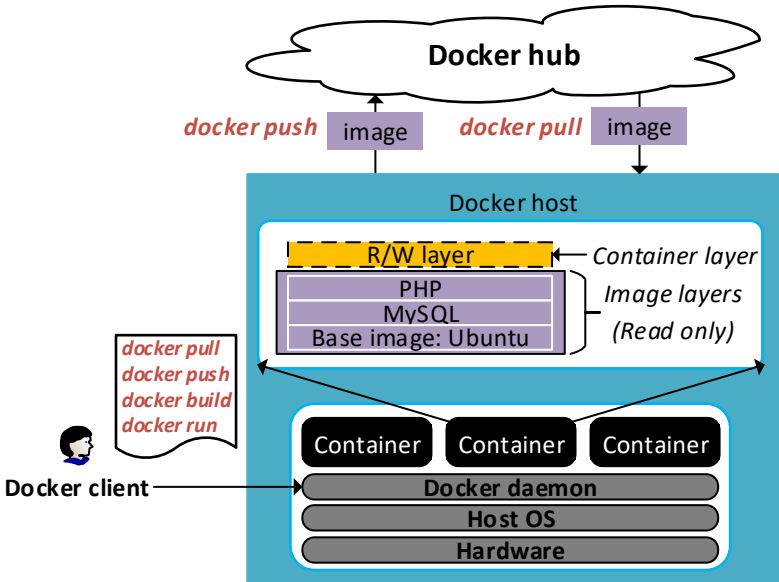 Docker hub
docker push
image
docker pull
image
Docker host
R/W layer
Container layer
PHP
MySQL
Base image: Ubuntu
Image layers
(Read only)
docker pull
docker push
docker build
docker run
Container
Container
Container
Docker client
Docker daemon
Host OS
Hardware